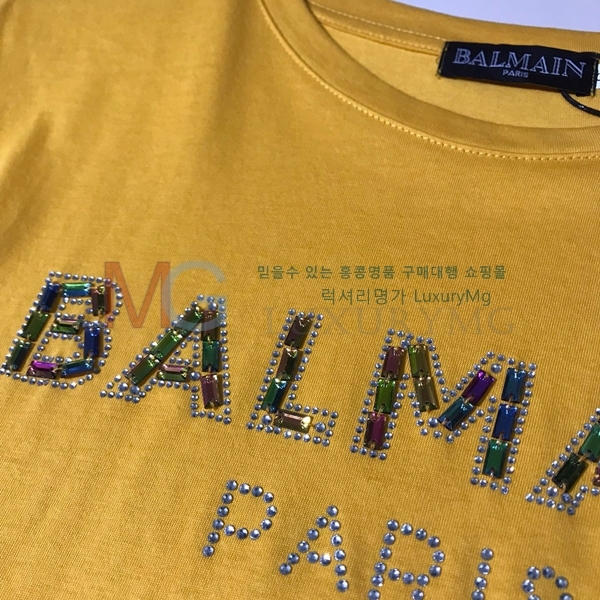 BALMAIN
PARIS
믿을수 있는 홍콩명품 구매대행 쇼핑몰
럭셔리명가 LuxuryMg
MG
LUXURYMG
BALMA
PARIS